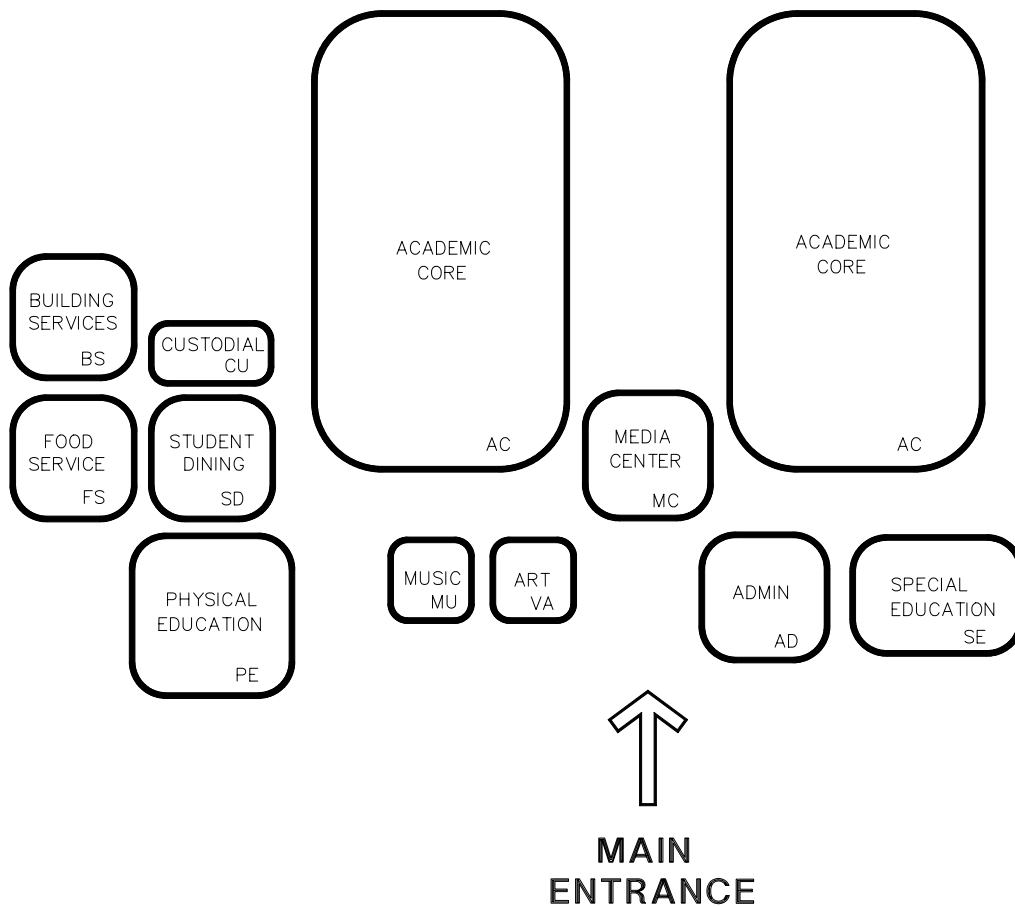 ACADEMIC
CORE
AC
ACADEMIC
CORE
AC
BUILDING
SERVICES
BS
CUSTODIAL
CU
FOOD
SERVICE
FS
STUDENT
DINING
SD
MEDIA
CENTER
MC
PHYSICAL
EDUCATION
PE
MUSIC
MU
ART
VA
ADMIN
AD
SPECIAL
EDUCATION
SE
MAIN
ENTRANCE